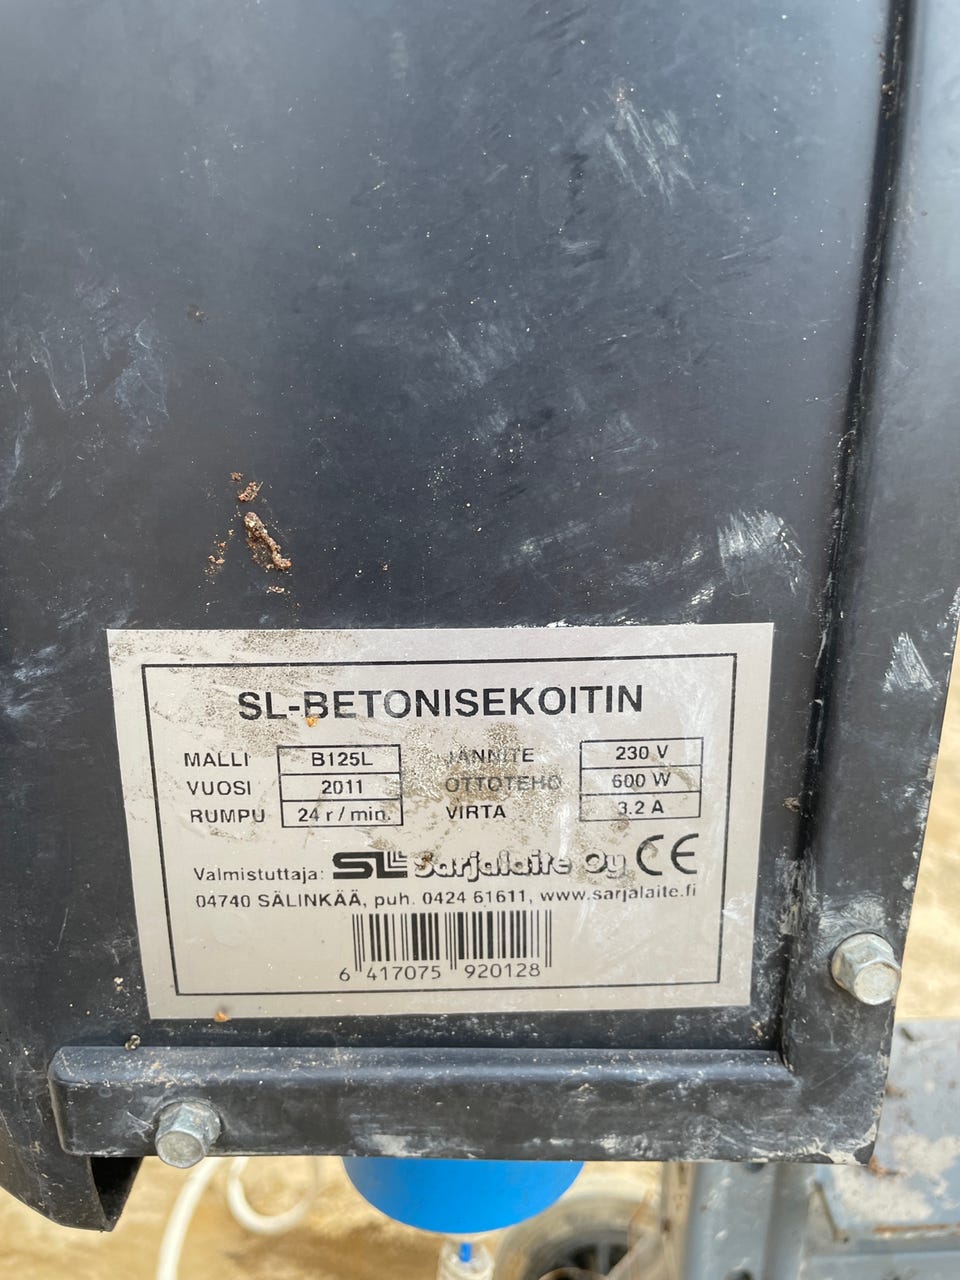 SL-BETONISEKOITIN
MALLI B125L JÄNNITE 230 V
VUOSI 2011 OTTOTEHO 600 W
RUMPU 24 r / min. VIRTA 3.2 A
Valmistuttaja: SL Sarjalaite Oy CE
04740 SÄLINKÄÄ, puh. 0424 61611, www.sarjalaite.fi
6 417075 920128